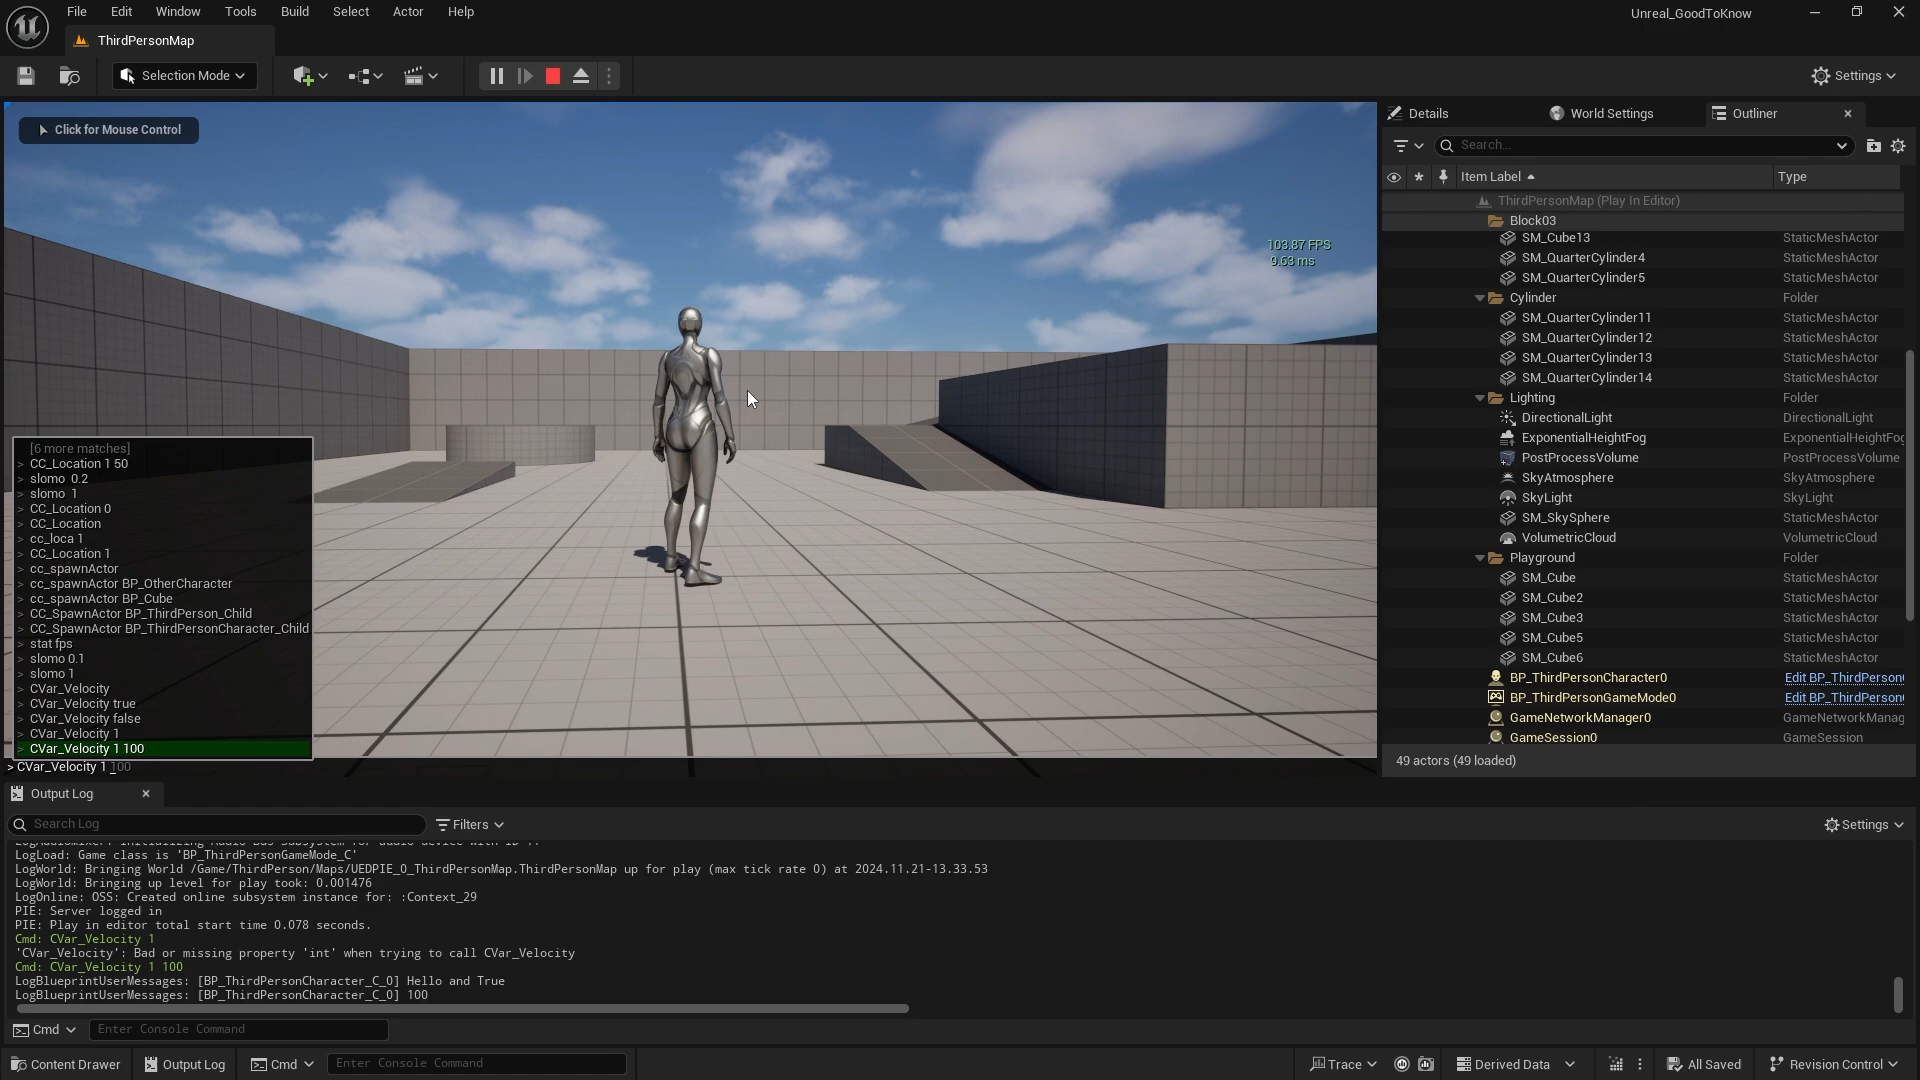 File Edit Window Tools Build Select Actor Help
Unreal_GoodToKnow
ThirdPersonMap
Selection Mode
Settings
Click for Mouse Control
103.87 FPS
9.63 ms
[6 more matches]
> CC_Location 1 50
> slomo 0.2
> slomo 1
> CC_Location 0
> CC_Location
> cc_loca 1
> CC_Location 1
> cc_spawnActor
> cc_spawnActor BP_OtherCharacter
> cc_spawnActor BP_Cube
> CC_SpawnActor BP_ThirdPerson_Child
> CC_SpawnActor BP_ThirdPersonCharacter_Child
> stat fps
> slomo 0.1
> slomo 1
> CVar_Velocity
> CVar_Velocity true
> CVar_Velocity false
> CVar_Velocity 1
> CVar_Velocity 1 100
> CVar_Velocity 1 _100
Details World Settings Outliner
Search...
Item Label Type
ThirdPersonMap (Play In Editor)
Block03
SM_Cube13 StaticMeshActor
SM_QuarterCylinder4 StaticMeshActor
SM_QuarterCylinder5 StaticMeshActor
Cylinder Folder
SM_QuarterCylinder11 StaticMeshActor
SM_QuarterCylinder12 StaticMeshActor
SM_QuarterCylinder13 StaticMeshActor
SM_QuarterCylinder14 StaticMeshActor
Lighting Folder
DirectionalLight DirectionalLight
ExponentialHeightFog ExponentialHeightFog
PostProcessVolume PostProcessVolume
SkyAtmosphere SkyAtmosphere
SkyLight SkyLight
SM_SkySphere StaticMeshActor
VolumetricCloud VolumetricCloud
Playground Folder
SM_Cube StaticMeshActor
SM_Cube2 StaticMeshActor
SM_Cube3 StaticMeshActor
SM_Cube5 StaticMeshActor
SM_Cube6 StaticMeshActor
BP_ThirdPersonCharacter0 Edit BP_ThirdPerson
BP_ThirdPersonGameMode0 Edit BP_ThirdPerson
GameNetworkManager0 GameNetworkManag
GameSession0 GameSession
49 actors (49 loaded)
Output Log
Search Log
Filters
Settings
LogLoad: Game class is 'BP_ThirdPersonGameMode_C'
LogWorld: Bringing World /Game/ThirdPerson/Maps/UEDPIE_0_ThirdPersonMap.ThirdPersonMap up for play (max tick rate 0) at 2024.11.21-13.33.53
LogWorld: Bringing up level for play took: 0.001476
LogOnline: OSS: Created online subsystem instance for: :Context_29
PIE: Server logged in
PIE: Play in editor total start time 0.078 seconds.
Cmd: CVar_Velocity 1
'CVar_Velocity': Bad or missing property 'int' when trying to call CVar_Velocity
Cmd: CVar_Velocity 1 100
LogBlueprintUserMessages: [BP_ThirdPersonCharacter_C_0] Hello and True
LogBlueprintUserMessages: [BP_ThirdPersonCharacter_C_0] 100
Cmd Enter Console Command
Content Drawer Output Log Cmd Enter Console Command Trace Derived Data All Saved Revision Control